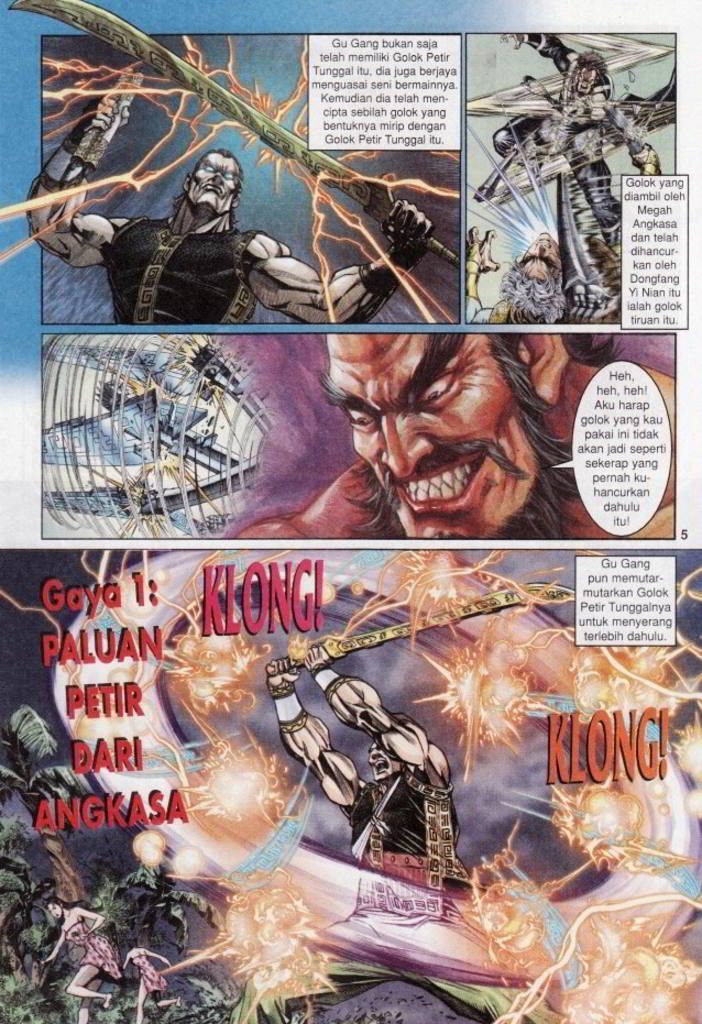 Gu Gang bukan saja
telah memiliki Golok Petir
Tunggal itu, dia juga berjaya
menguasai seni bermainnya.
Kemudian dia telah men-
cipta sebilah golok yang
bentuknya mirip dengan
Golok Petir Tunggal itu.
Golok yang
diambil oleh
Megah
Angkasa
dan telah
dihancur-
kan oleh
Dongfang
Yi Nian itu
ialah golok
tiruan itu.
Heh,
heh, heh!
Aku harap
golok yang kau
pakai ini tidak
akan jadi seperti
sekerap yang
pernah ku-
hancurkan
dahulu
itu!
5
Gaya 1:
PALUAN
PETIR
DARI
ANGKASA
KLONG!
Gu Gang
pun memutar-
mutarkan Golok
Petir Tunggalnya
untuk menyerang
terlebih dahulu.
KLONG!